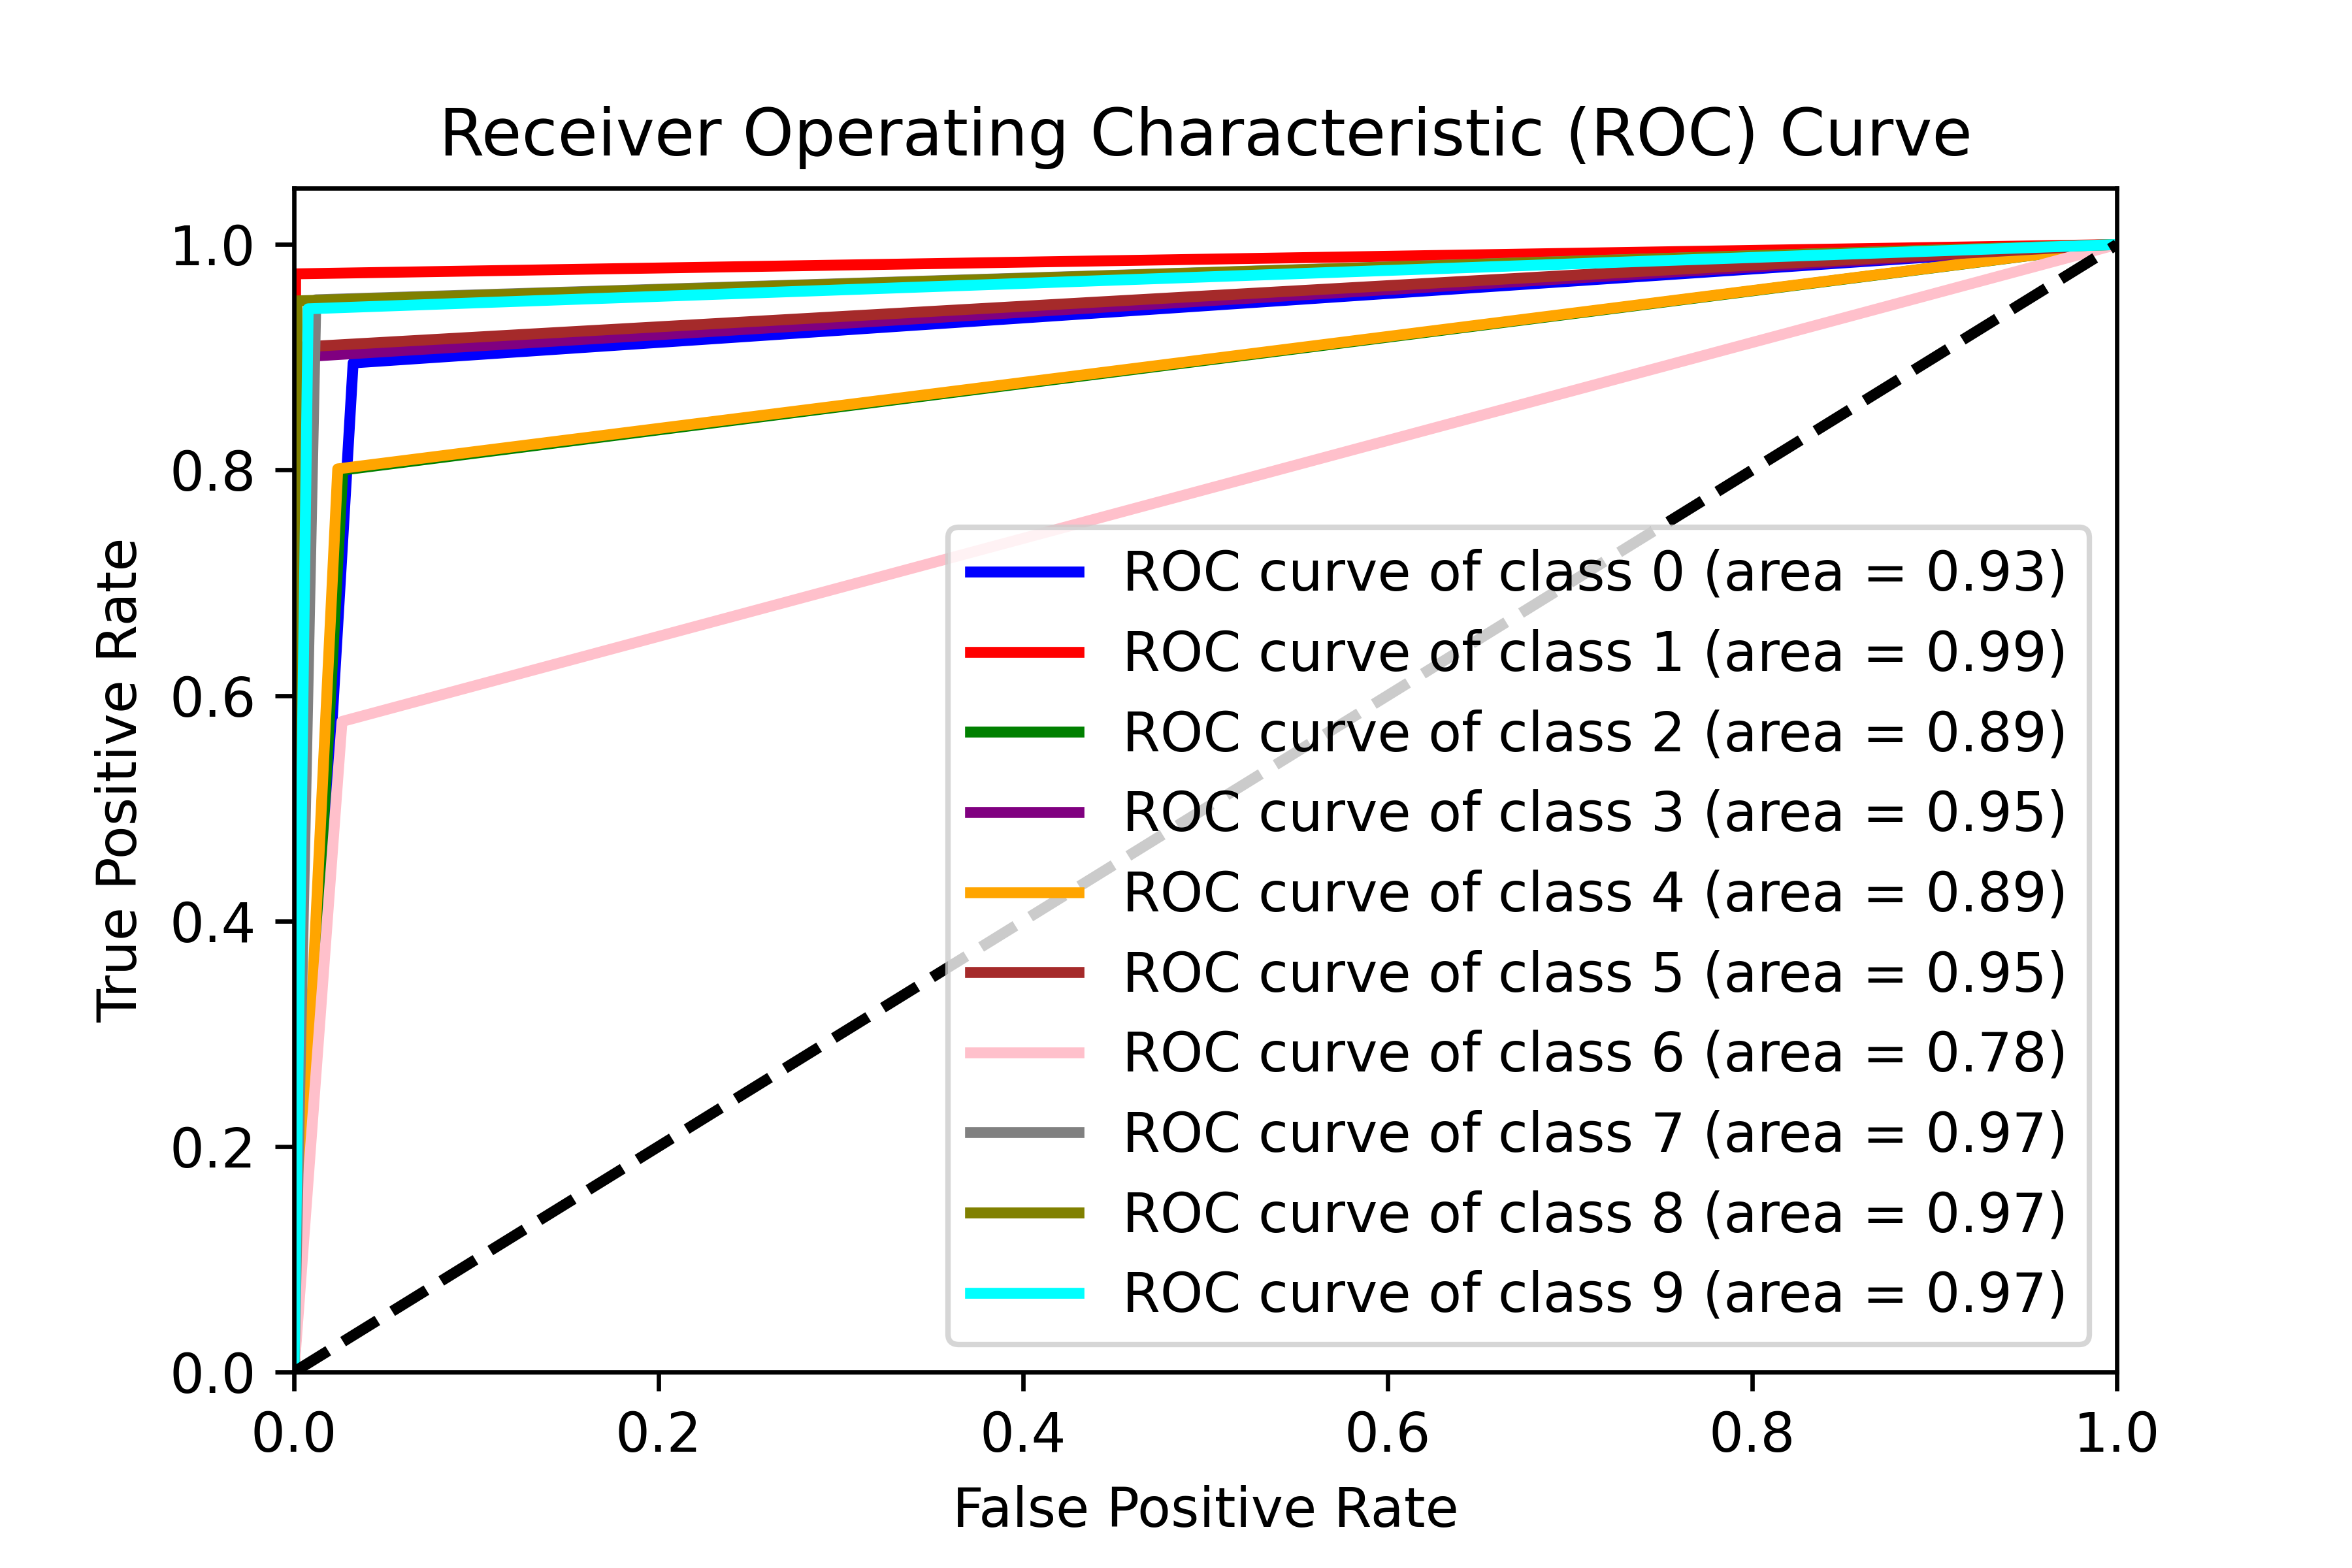 Receiver Operating Characteristic (ROC) Curve
1.0
0.8
0.6
0.4
0.2
0.0
True Positive Rate
ROC curve of class 0 (area = 0.93)
ROC curve of class 1 (area = 0.99)
ROC curve of class 2 (area = 0.89)
ROC curve of class 3 (area = 0.95)
ROC curve of class 4 (area = 0.89)
ROC curve of class 5 (area = 0.95)
ROC curve of class 6 (area = 0.78)
ROC curve of class 7 (area = 0.97)
ROC curve of class 8 (area = 0.97)
ROC curve of class 9 (area = 0.97)
0.0 0.2 0.4 0.6 0.8 1.0
False Positive Rate